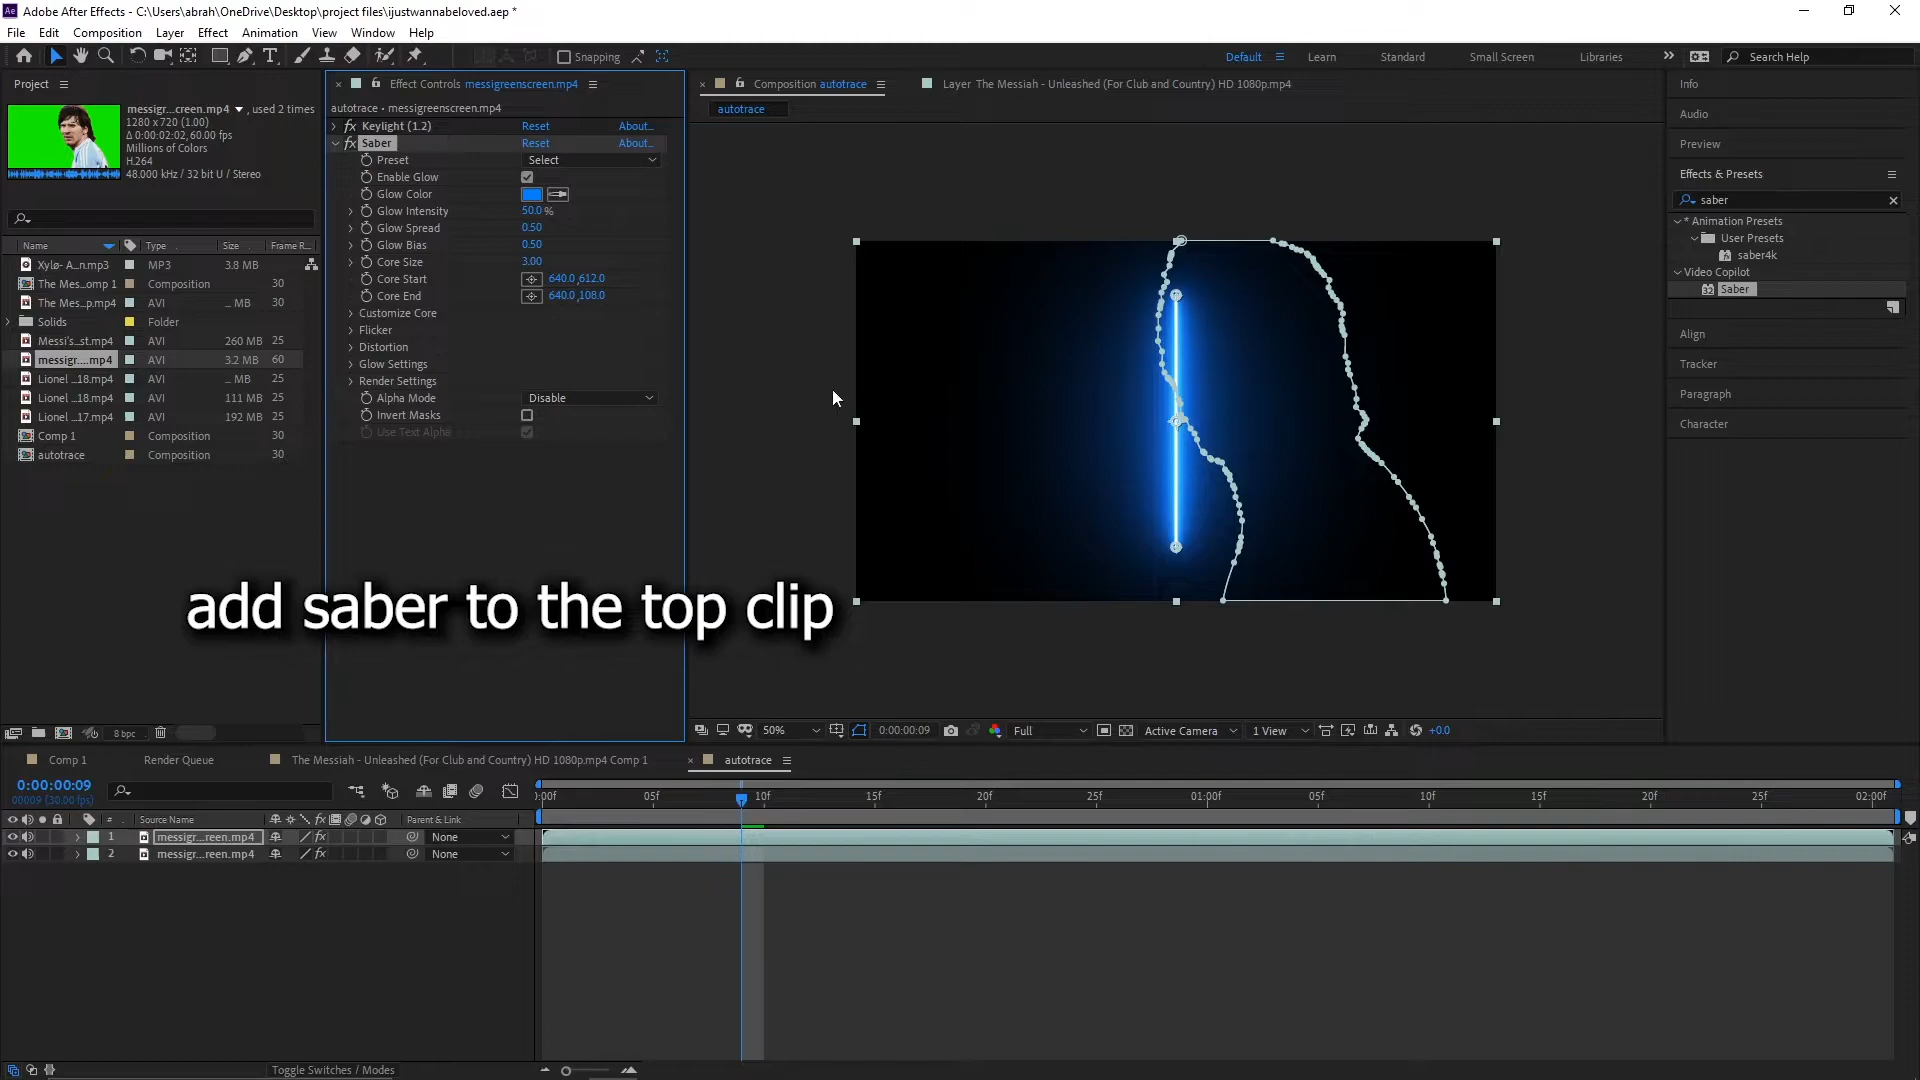 Adobe After Effects - C:\Users\abrah\OneDrive\Desktop\project files\ijustwannabeloved.aep *
File Edit Composition Layer Effect Animation View Window Help
Snapping
Default
Learn
Standard
Small Screen
Libraries
Search Help
Project
messigr...creen.mp4 , used 2 times
1280 x 720 (1.00)
Δ 0:00:02:02, 60.00 fps
Millions of Colors
H.264
48.000 kHz / 32 bit U / Stereo
Name Type Size Frame R...
Xylø- A...n.mp3 MP3 3.8 MB
The Mes...omp 1 Composition 30
The Mes...p.mp4 AVI ... MB 30
Solids Folder
Messi's...st.mp4 AVI 260 MB 25
messigr....mp4 AVI 3.2 MB 60
Lionel ...18.mp4 AVI ... MB 25
Lionel ...18.mp4 AVI 111 MB 25
Lionel ...17.mp4 AVI 192 MB 25
Comp 1 Composition 30
autotrace Composition 30
8 bpc
Effect Controls messigreenscreen.mp4
autotrace • messigreenscreen.mp4
fx Keylight (1.2) Reset About...
fx Saber Reset About...
Preset Select
Enable Glow
Glow Color
Glow Intensity 50.0 %
Glow Spread 0.50
Glow Bias 0.50
Core Size 3.00
Core Start 640.0,612.0
Core End 640.0,108.0
Customize Core
Flicker
Distortion
Glow Settings
Render Settings
Alpha Mode Disable
Invert Masks
Use Text Alpha
add saber to the top clip
Composition autotrace
Layer The Messiah - Unleashed (For Club and Country) HD 1080p.mp4
autotrace
50% 0:00:00:09 Full Active Camera 1 View +0.0
Info
Audio
Preview
Effects & Presets
saber
* Animation Presets
User Presets
saber4k
Video Copilot
Saber
Align
Tracker
Paragraph
Character
Comp 1
Render Queue
The Messiah - Unleashed (For Club and Country) HD 1080p.mp4 Comp 1
autotrace
0:00:00:09
00009 (30.00 fps)
):00f 05f 10f 15f 20f 25f 01:00f 05f 10f 15f 20f 25f 02:00f
# Source Name Parent & Link
1 messigr...reen.mp4 fx None
2 messigr...reen.mp4 fx None
Toggle Switches / Modes